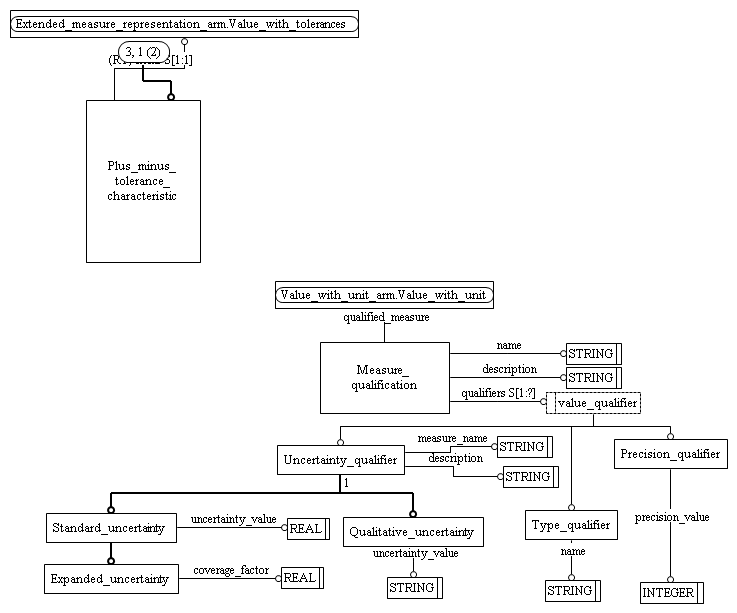 Extended_measure_representation_arm.Value_with_tolerances
3, 1 (2)
S[1:1]
Plus_minus_
tolerance_
characteristic
Value_with_unit_arm.Value_with_unit
qualified_measure
name
STRING
Measure_
qualification
description
STRING
qualifiers S[1:?]
value_qualifier
measure_name
STRING
Uncertainty_qualifier
description
STRING
Precision_qualifier
1
Standard_uncertainty
uncertainty_value
REAL
Qualitative_uncertainty
Type_qualifier
precision_value
uncertainty_value
name
Expanded_uncertainty
coverage_factor
REAL
STRING
STRING
INTEGER